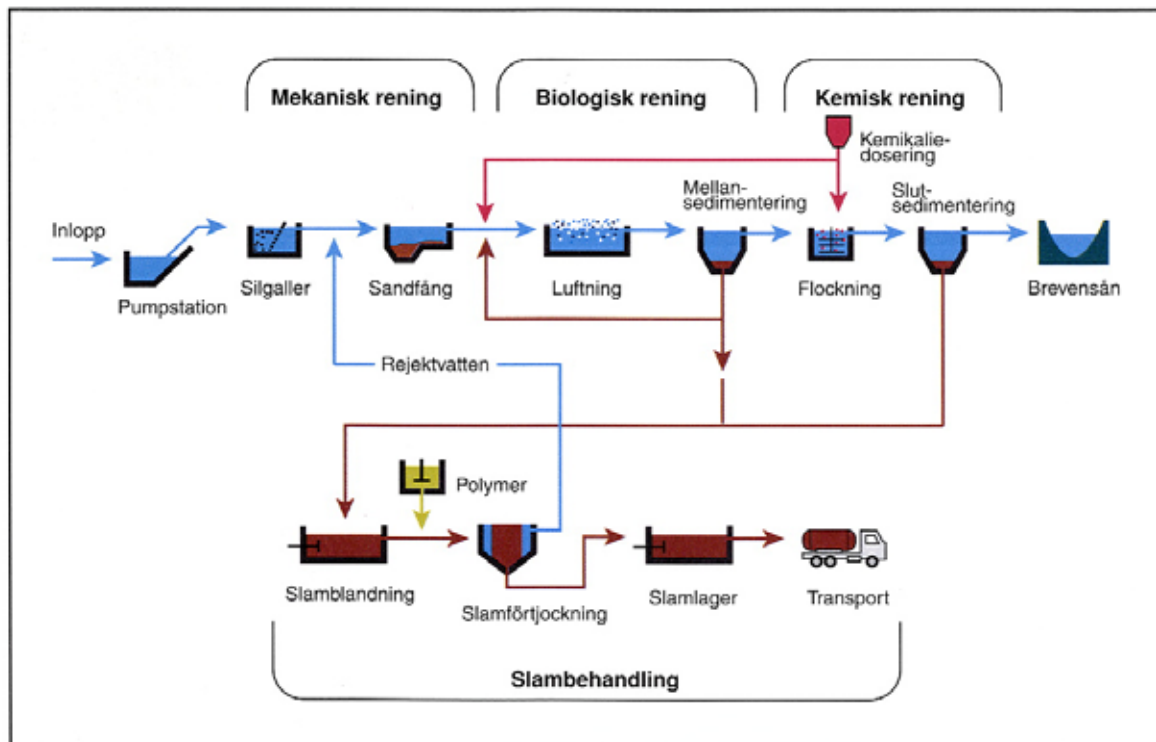 Mekanisk rening
Biologisk rening
Kemisk rening
Kemikalie-
dosering
Mellan-
sedimentering
Slut-
sedimentering
Inlopp
Pumpstation
Silgaller
Sandfång
Luftning
Flockning
Brevensån
Rejektvatten
Polymer
Slamblandning
Slamförtjockning
Slamlager
Transport
Slambehandling